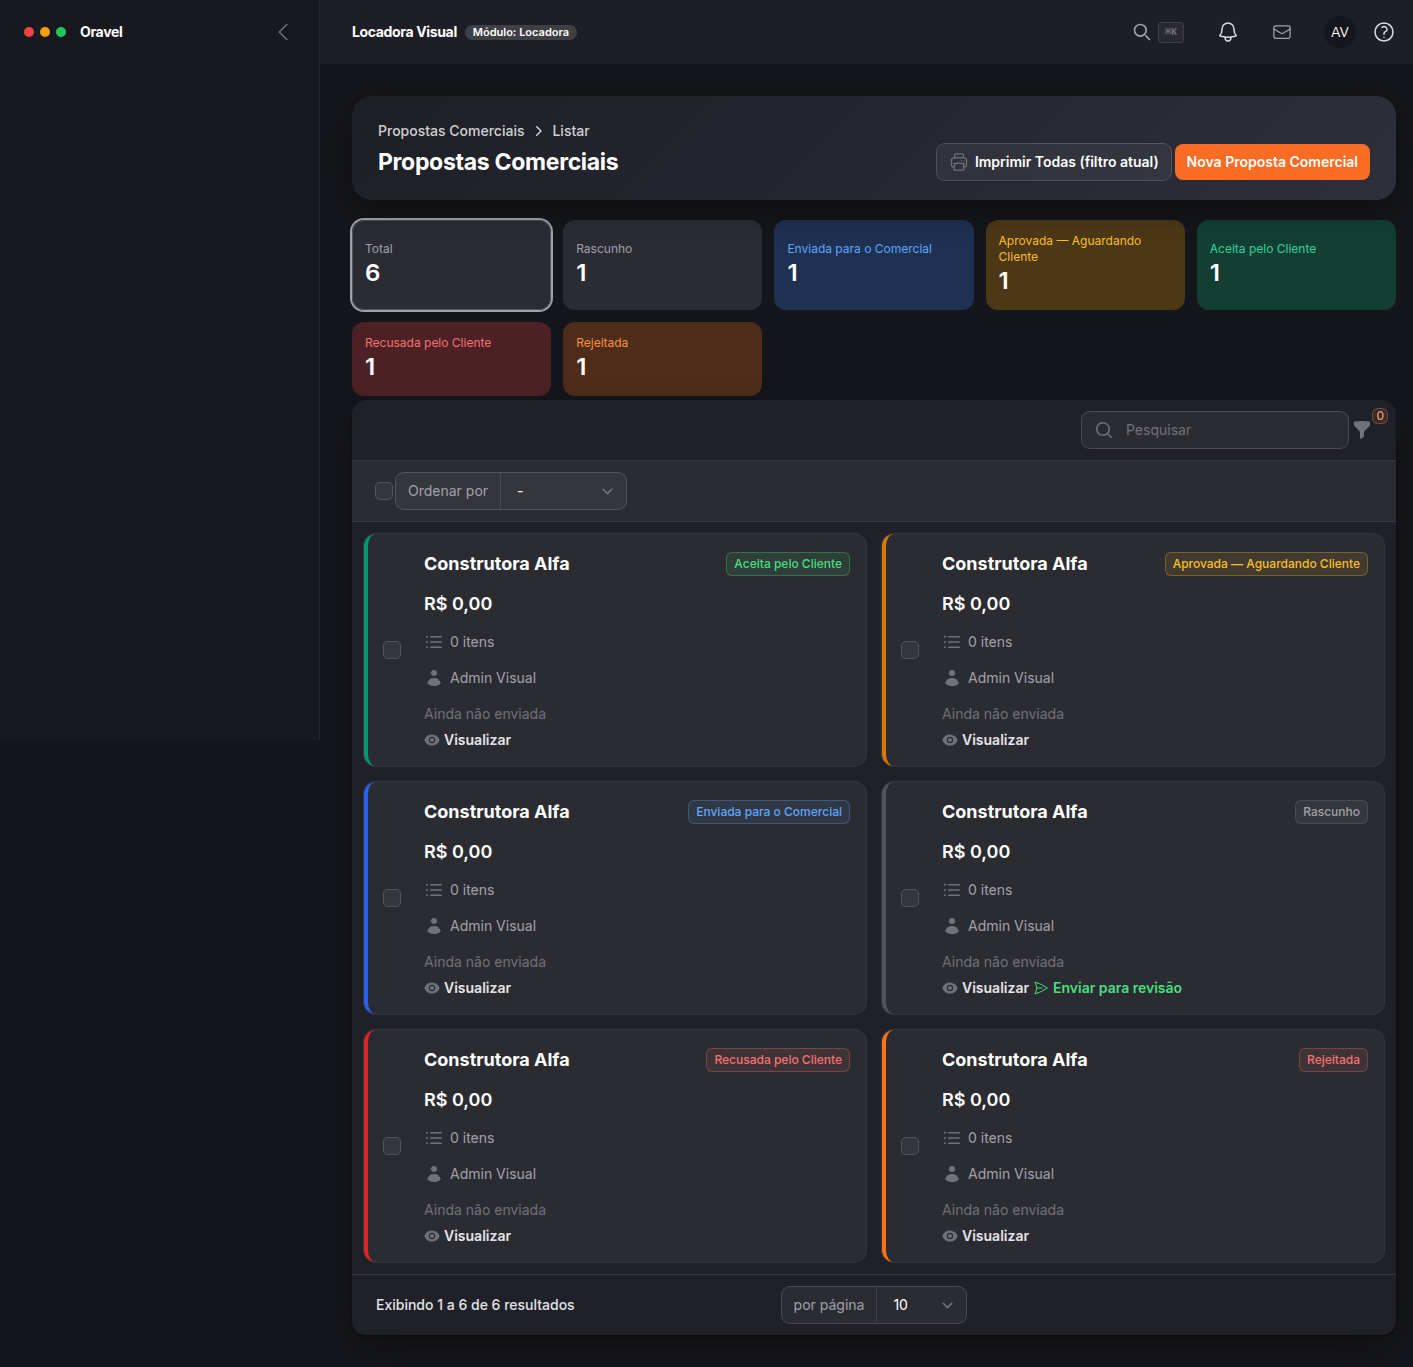 Oravel
Locadora Visual
Módulo: Locadora
⌘K
AV
Propostas Comerciais > Listar
Propostas Comerciais
Imprimir Todas (filtro atual)
Nova Proposta Comercial
Total
6
Rascunho
1
Enviada para o Comercial
1
Aprovada — Aguardando
Cliente
1
Aceita pelo Cliente
1
Recusada pelo Cliente
1
Rejeitada
1
Pesquisar
0
Ordenar por
-
Construtora Alfa
Aceita pelo Cliente
R$ 0,00
0 itens
Admin Visual
Ainda não enviada
Visualizar
Construtora Alfa
Aprovada — Aguardando Cliente
R$ 0,00
0 itens
Admin Visual
Ainda não enviada
Visualizar
Construtora Alfa
Enviada para o Comercial
R$ 0,00
0 itens
Admin Visual
Ainda não enviada
Visualizar
Construtora Alfa
Rascunho
R$ 0,00
0 itens
Admin Visual
Ainda não enviada
Visualizar
Enviar para revisão
Construtora Alfa
Recusada pelo Cliente
R$ 0,00
0 itens
Admin Visual
Ainda não enviada
Visualizar
Construtora Alfa
Rejeitada
R$ 0,00
0 itens
Admin Visual
Ainda não enviada
Visualizar
Exibindo 1 a 6 de 6 resultados
por página
10